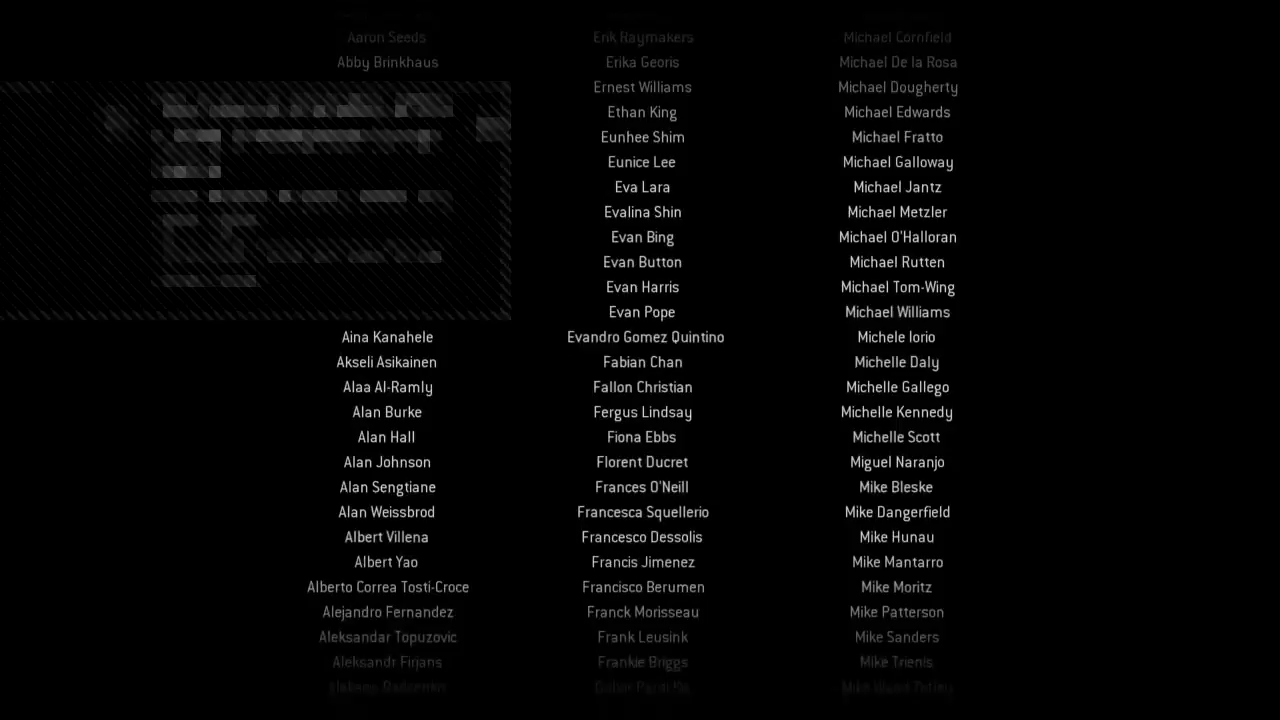 Aaron Seeds
Abby Brinkhaus
Aina Kanahele
Akseli Asikainen
Alaa Al-Ramly
Alan Burke
Alan Hall
Alan Johnson
Alan Sengtiane
Alan Weissbrod
Albert Villena
Albert Yao
Alberto Correa Tosti-Croce
Alejandro Fernandez
Aleksandar Topuzovic
Aleksandr Firjans
Erik Raymakers
Erika Georis
Ernest Williams
Ethan King
Eunhee Shim
Eunice Lee
Eva Lara
Evalina Shin
Evan Bing
Evan Button
Evan Harris
Evan Pope
Evandro Gomez Quintino
Fabian Chan
Fallon Christian
Fergus Lindsay
Fiona Ebbs
Florent Ducret
Frances O'Neill
Francesca Squellerio
Francesco Dessolis
Francis Jimenez
Francisco Berumen
Franck Morisseau
Frank Leusink
Frankie Briggs
Michael Cornfield
Michael De la Rosa
Michael Dougherty
Michael Edwards
Michael Fratto
Michael Galloway
Michael Jantz
Michael Metzler
Michael O'Halloran
Michael Rutten
Michael Tom-Wing
Michael Williams
Michele Iorio
Michelle Daly
Michelle Gallego
Michelle Kennedy
Michelle Scott
Miguel Naranjo
Mike Bleske
Mike Dangerfield
Mike Hunau
Mike Mantarro
Mike Moritz
Mike Patterson
Mike Sanders
Mike Trienis